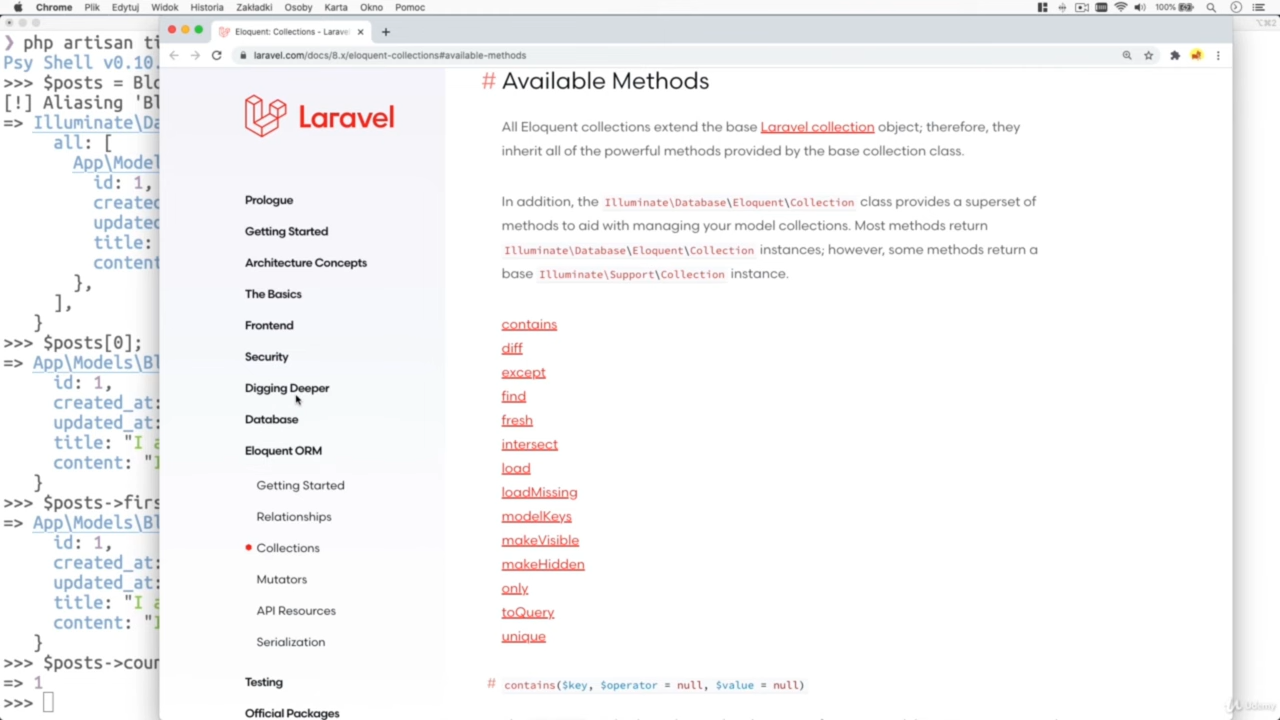 Chrome Plik Edytuj Widok Historia Zakładki Osoby Karta Okno Pomoc 100%
Eloquent: Collections - Larave
laravel.com/docs/8.x/eloquent-collections#available-methods
❯ php artisan ti
Psy Shell v0.10.
>>> $posts = Blo
[!] Aliasing 'Bl
=> Illuminate\Da
all: [
App\Model
id: 1,
created
updated
title:
content
},
],
}
>>> $posts[0];
=> App\Models\Bl
id: 1,
created_at:
updated_at:
title: "I a
content: "I
}
>>> $posts->firs
=> App\Models\Bl
id: 1,
created_at:
updated_at:
title: "I a
content: "I
}
>>> $posts->coun
=> 1
>>>
Laravel
Prologue
Getting Started
Architecture Concepts
The Basics
Frontend
Security
Digging Deeper
Database
Eloquent ORM
Getting Started
Relationships
Collections
Mutators
API Resources
Serialization
Testing
Official Packages
# Available Methods
All Eloquent collections extend the base Laravel collection object; therefore, they
inherit all of the powerful methods provided by the base collection class.
In addition, the Illuminate\Database\Eloquent\Collection class provides a superset of
methods to aid with managing your model collections. Most methods return
Illuminate\Database\Eloquent\Collection instances; however, some methods return a
base Illuminate\Support\Collection instance.
contains
diff
except
find
fresh
intersect
load
loadMissing
modelKeys
makeVisible
makeHidden
only
toQuery
unique
# contains($key, $operator = null, $value = null)
Udemy